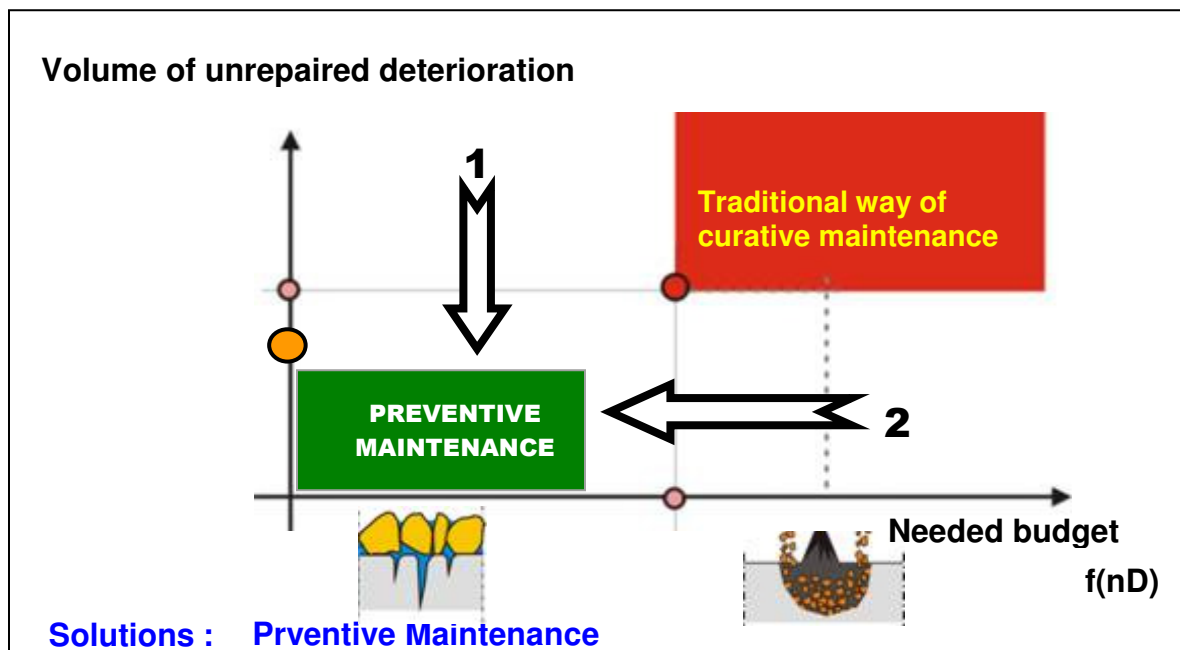 Volume of unrepaired deterioration
1
Traditional way of
curative maintenance
PREVENTIVE
MAINTENANCE
2
Needed budget
f(nD)
Solutions : Prventive Maintenance